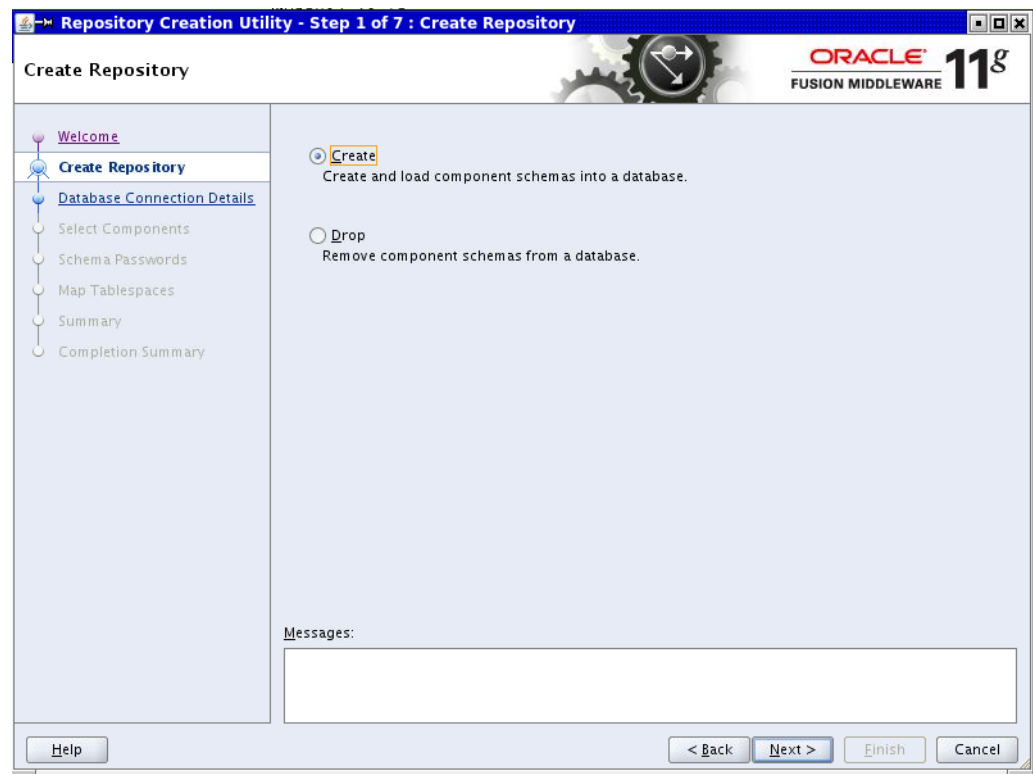 Repository Creation Utility - Step 1 of 7 : Create Repository
Create Repository
ORACLE
FUSION MIDDLEWARE
11g
Welcome
Create Repository
Database Connection Details
Select Components
Schema Passwords
Map Tablespaces
Summary
Completion Summary
Create
Create and load component schemas into a database.
Drop
Remove component schemas from a database.
Messages:
Help
< Back
Next >
Finish
Cancel